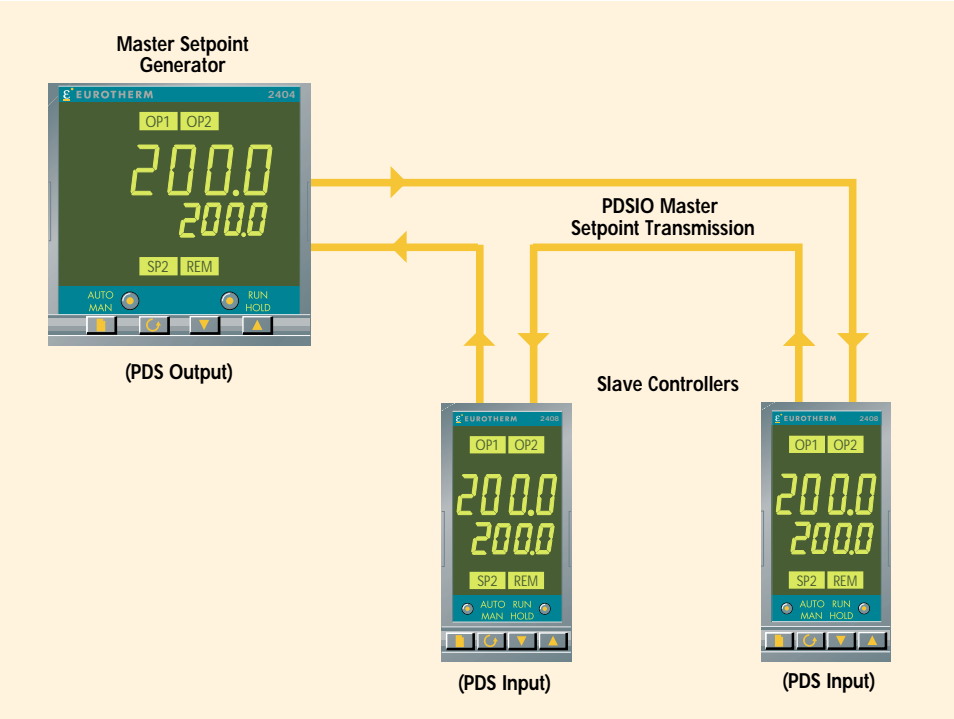 Master Setpoint
Generator
EUROTHERM 2404
OP1 OP2
200.0
200.0
SP2 REM
AUTO
MAN
RUN
HOLD
(PDS Output)
PDSIO Master
Setpoint Transmission
Slave Controllers
EUROTHERM 2408
OP1 OP2
200.0
200.0
SP2 REM
AUTO RUN
MAN HOLD
(PDS Input)
EUROTHERM 2408
OP1 OP2
200.0
200.0
SP2 REM
AUTO RUN
MAN HOLD
(PDS Input)